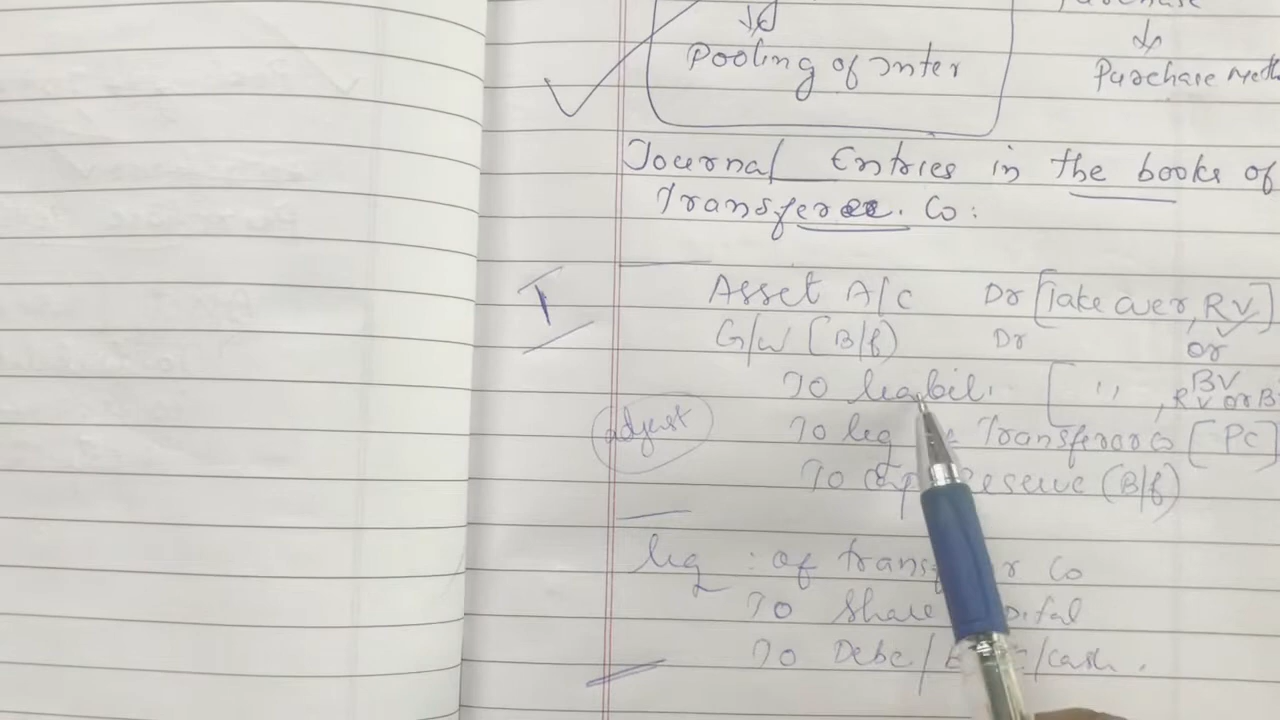 Purchase
Pooling of Inter
Purchase Meth
Journal Entries in the books of
Transferee. Co:
I
Asset A/C Dr [Take over, RV]
G/W (B/f) Dr or
BV
To liabil. [ " , RV or B
adjust
To liq Transferor Co [PC]
To Reserve (B/f)
liq : of Co
To Share
To Debe/ /Cash.